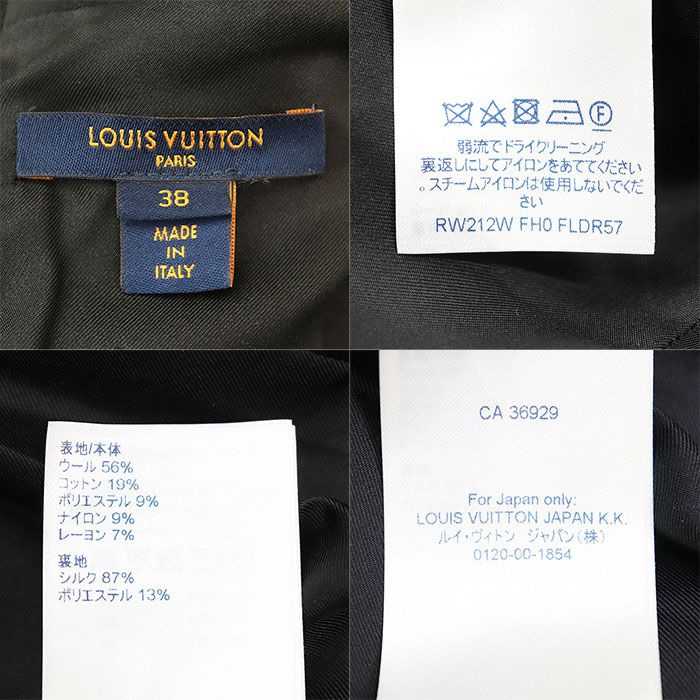 LOUIS VUITTON
PARIS
38
MADE
IN
ITALY
F
弱流でドライクリーニング
裏返しにしてアイロンをあててください
。スチームアイロンは使用しないでくだ
さい
RW212W FH0 FLDR57
表地/本体
ウール 56%
コットン 19%
ポリエステル 9%
ナイロン 9%
レーヨン 7%
裏地
シルク 87%
ポリエステル 13%
CA 36929
For Japan only:
LOUIS VUITTON JAPAN K.K.
ルイ・ヴィトン ジャパン(株)
0120-00-1854